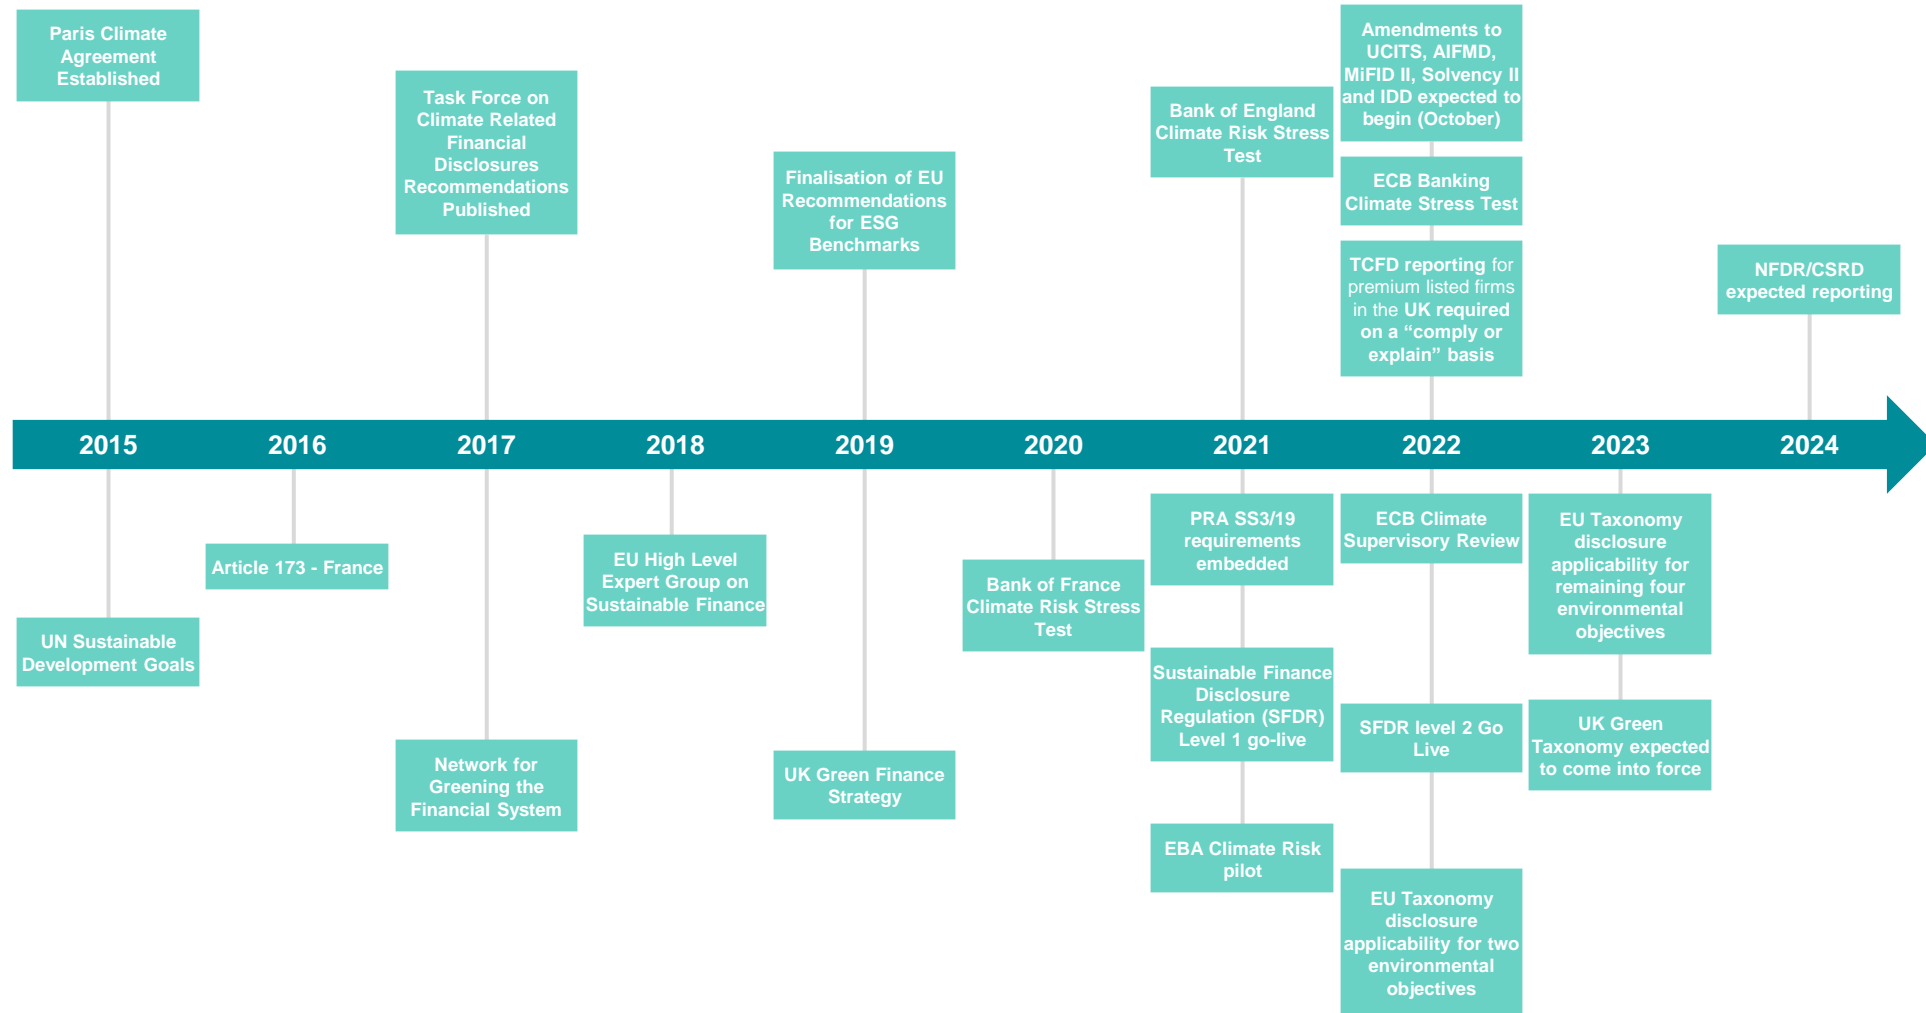 Paris Climate
Agreement
Established
Task Force on
Climate Related
Financial
Disclosures
Recommendations
Published
Finalisation of EU
Recommendations
for ESG
Benchmarks
Bank of England
Climate Risk Stress
Test
Amendments to
UCITS, AIFMD,
MiFID II, Solvency II
and IDD expected to
begin (October)
ECB Banking
Climate Stress Test
TCFD reporting for
premium listed firms
in the UK required
on a “comply or
explain” basis
NFDR/CSRD
expected reporting
2015 2016 2017 2018 2019 2020 2021 2022 2023 2024
UN Sustainable
Development Goals
Article 173 - France
Network for
Greening the
Financial System
EU High Level
Expert Group on
Sustainable Finance
UK Green Finance
Strategy
Bank of France
Climate Risk Stress
Test
PRA SS3/19
requirements
embedded
Sustainable Finance
Disclosure
Regulation (SFDR)
Level 1 go-live
EBA Climate Risk
pilot
ECB Climate
Supervisory Review
SFDR level 2 Go
Live
EU Taxonomy
disclosure
applicability for two
environmental
objectives
EU Taxonomy
disclosure
applicability for
remaining four
environmental
objectives
UK Green
Taxonomy expected
to come into force